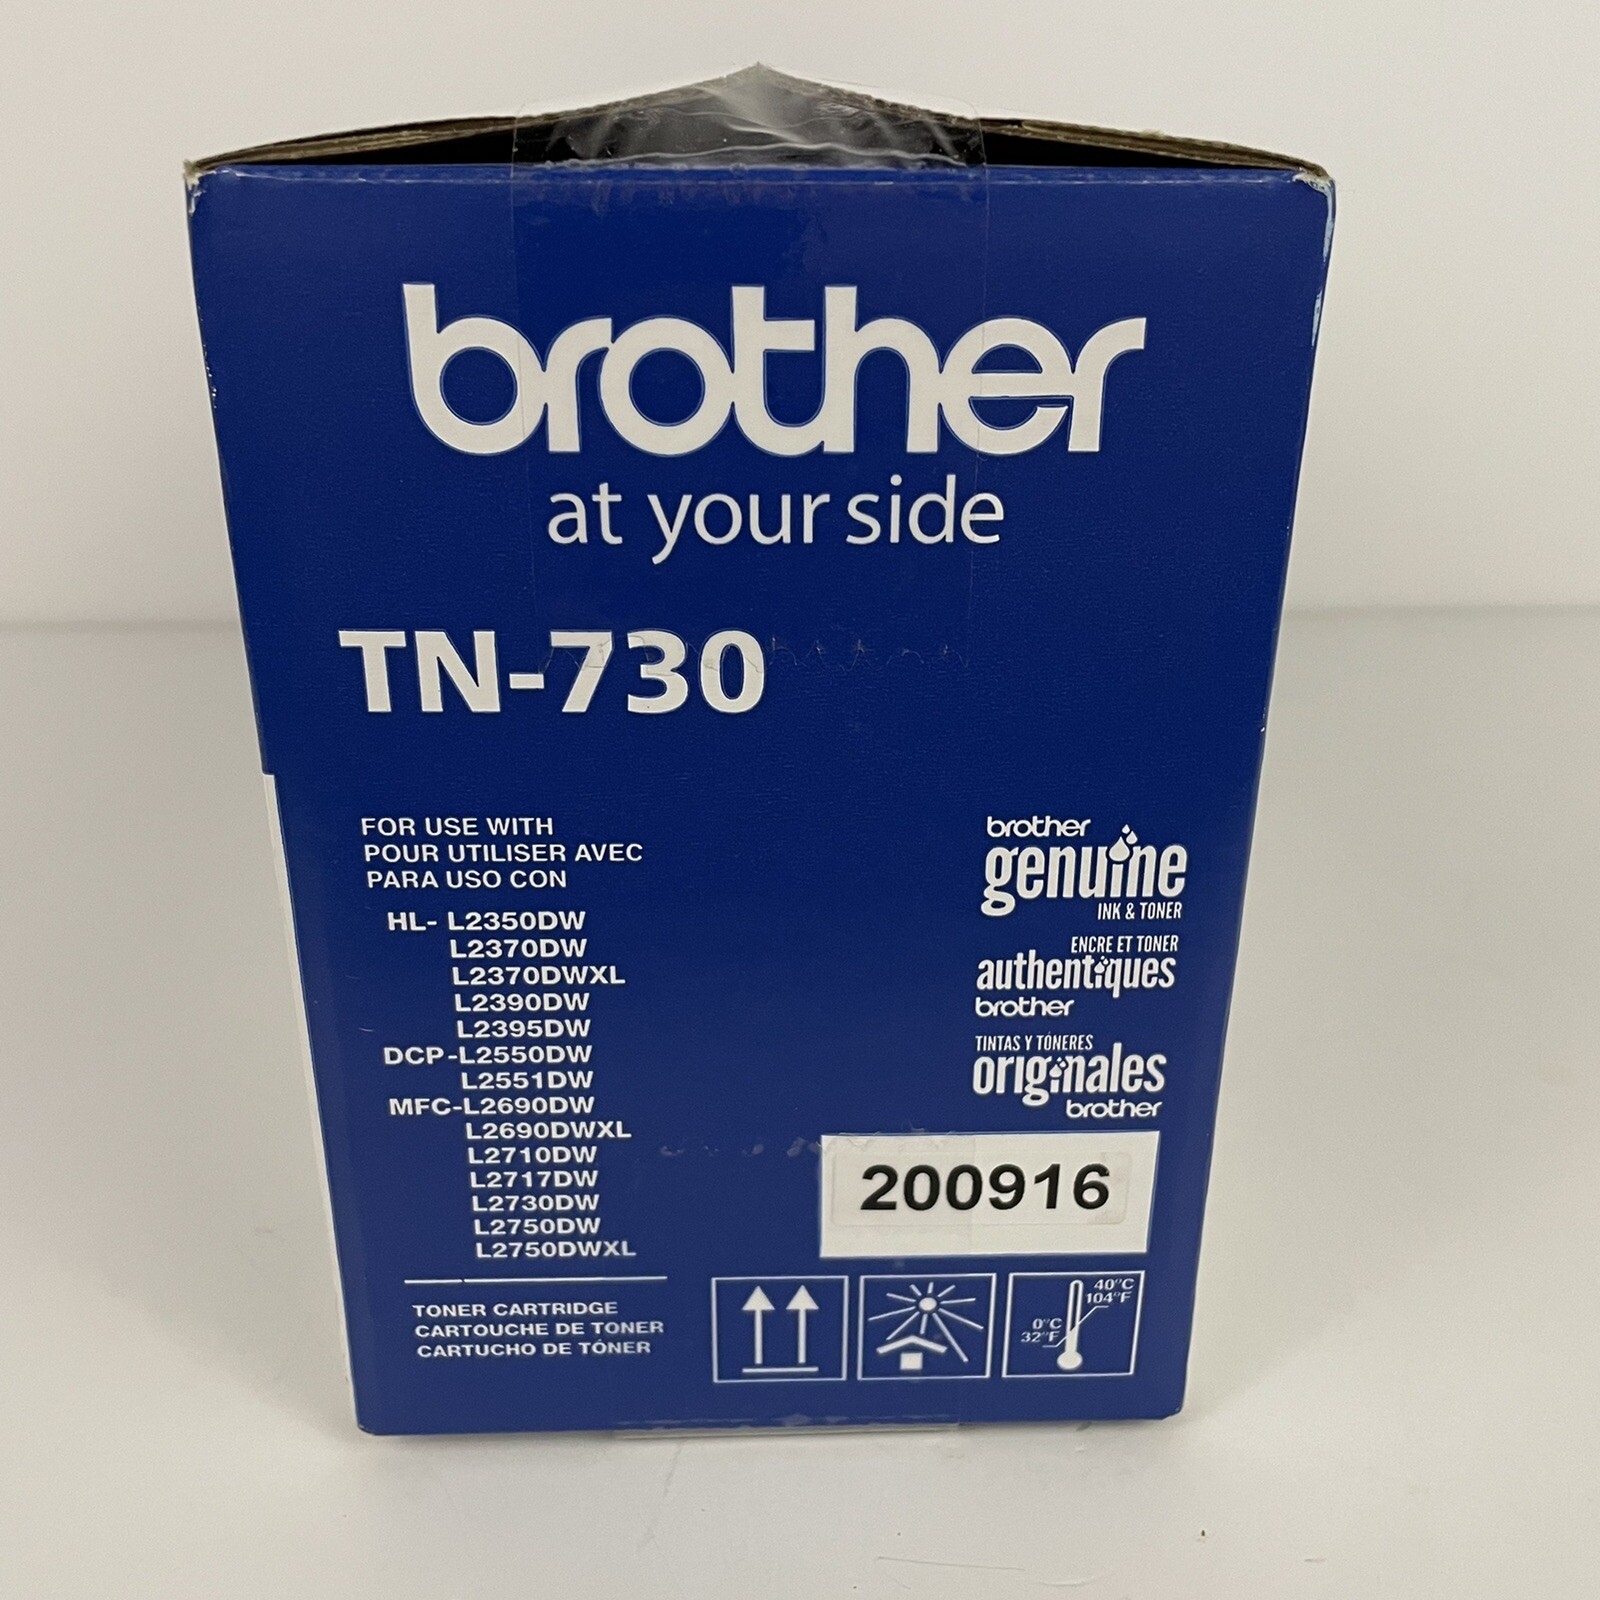 brother
at your side
TN-730
FOR USE WITH
POUR UTILISER AVEC
PARA USO CON
HL- L2350DW
L2370DW
L2370DWXL
L2390DW
L2395DW
DCP-L2550DW
L2551DW
MFC-L2690DW
L2690DWXL
L2710DW
L2717DW
L2730DW
L2750DW
L2750DWXL
TONER CARTRIDGE
CARTOUCHE DE TONER
CARTUCHO DE TÓNER
brother
genuine
INK & TONER
ENCRE ET TONER
authentiques
brother
TINTAS Y TÓNERES
originales
brother
200916
40°C
104°F
0°C
32°F